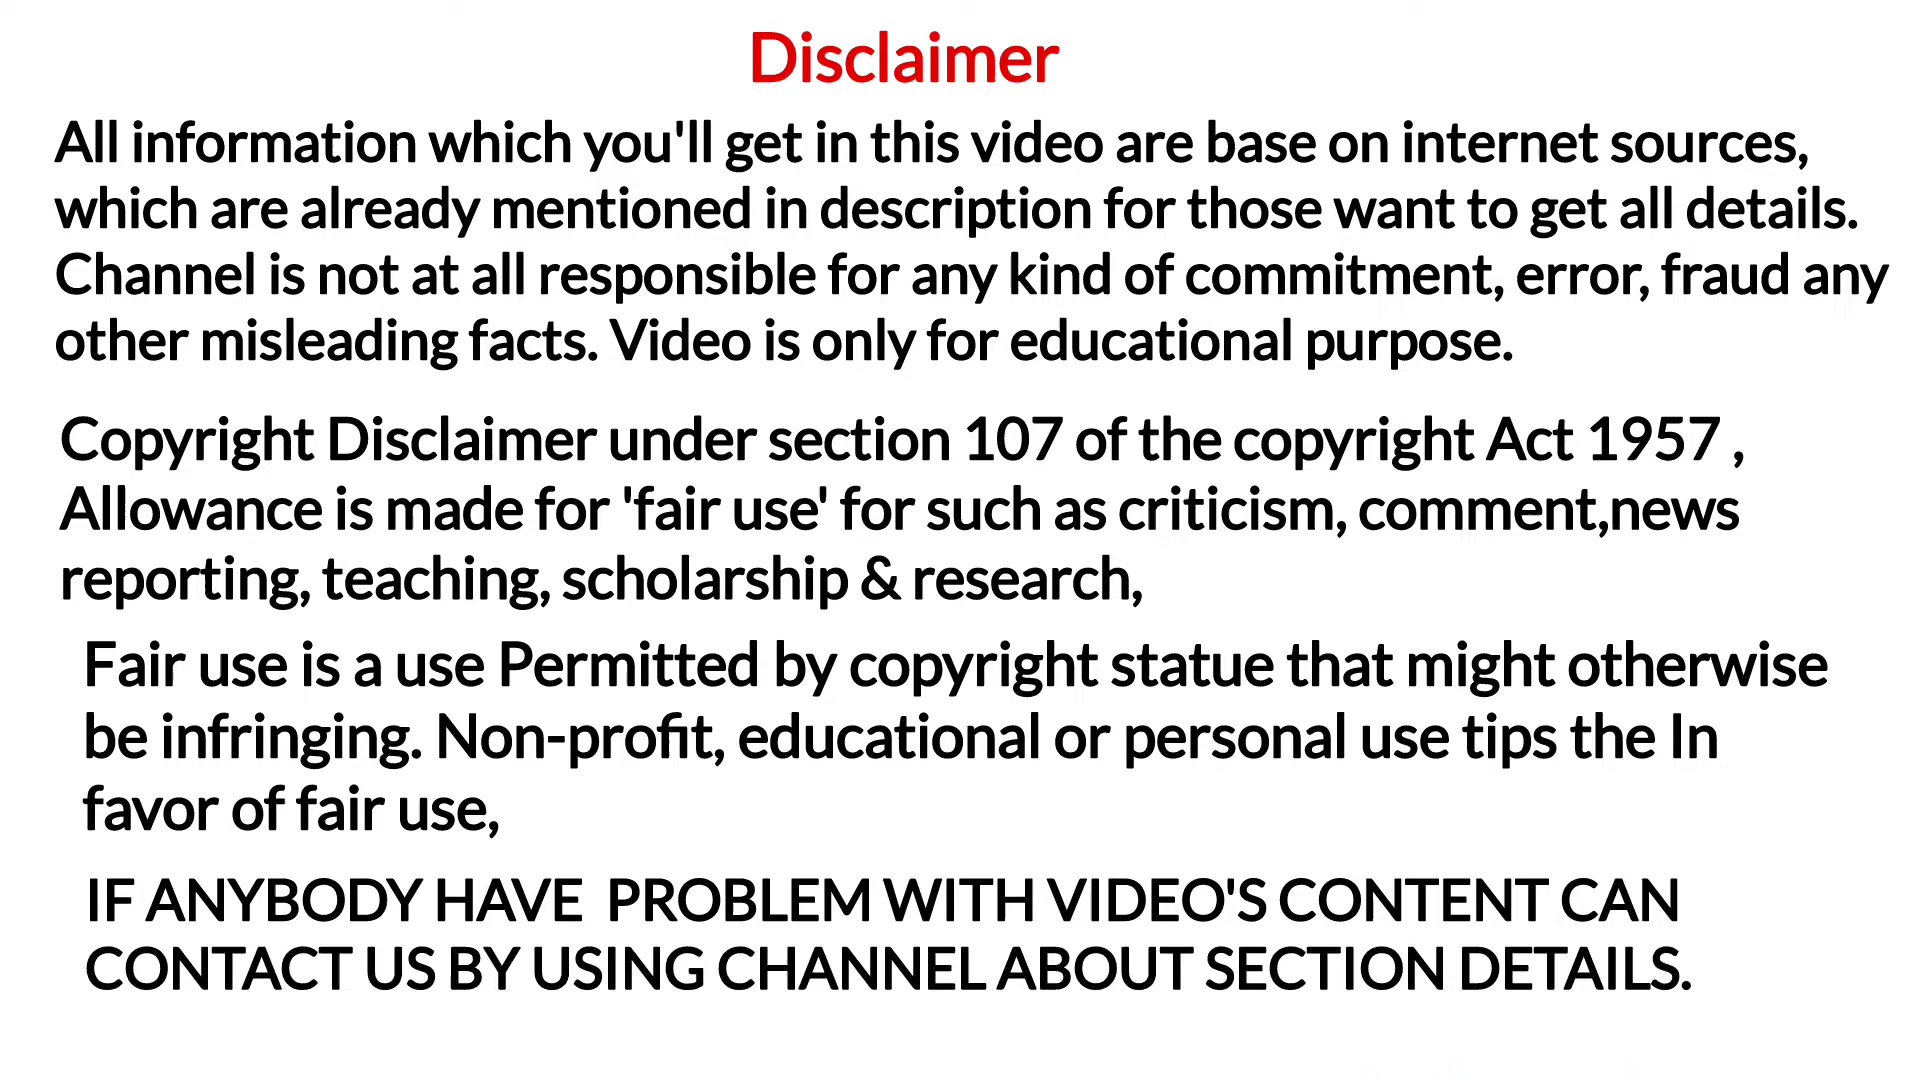 Disclaimer
All information which you'll get in this video are base on internet sources,
which are already mentioned in description for those want to get all details.
Channel is not at all responsible for any kind of commitment, error, fraud any
other misleading facts. Video is only for educational purpose.
Copyright Disclaimer under section 107 of the copyright Act 1957 ,
Allowance is made for 'fair use' for such as criticism, comment,news
reporting, teaching, scholarship & research,
Fair use is a use Permitted by copyright statue that might otherwise
be infringing. Non-profit, educational or personal use tips the In
favor of fair use,
IF ANYBODY HAVE  PROBLEM WITH VIDEO'S CONTENT CAN
CONTACT US BY USING CHANNEL ABOUT SECTION DETAILS.